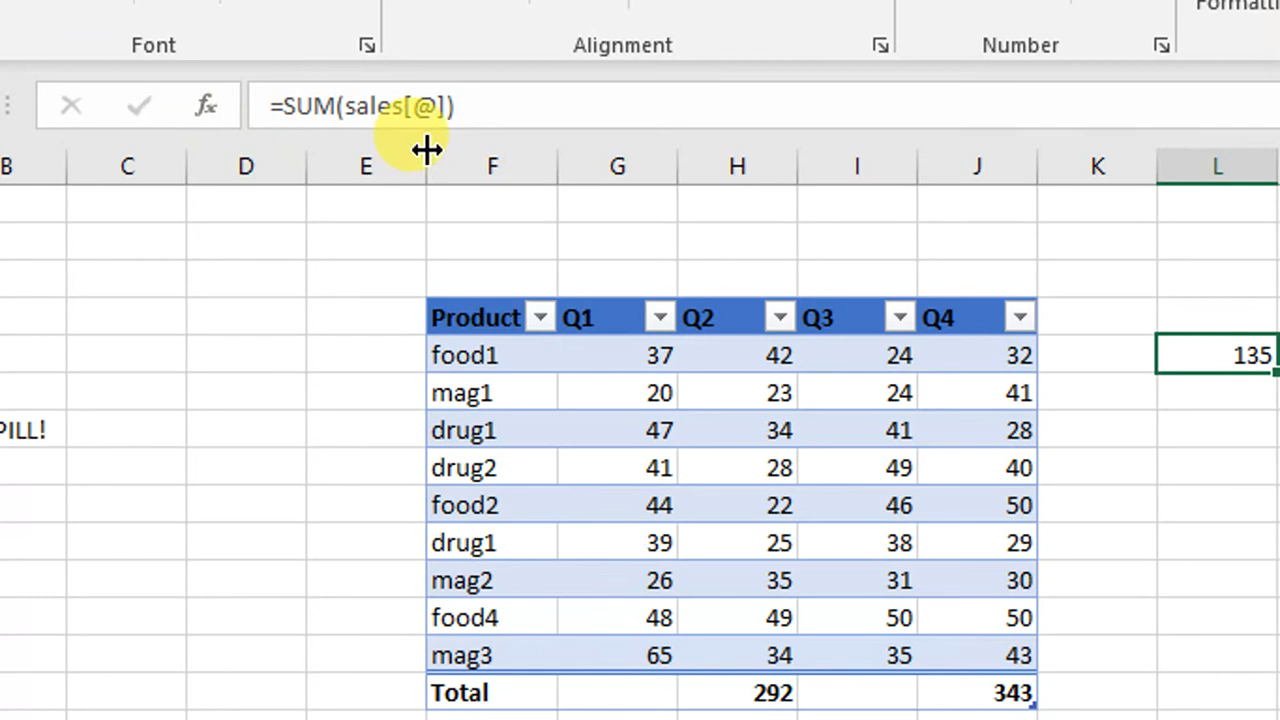 Formatti
Font Alignment Number
fx =SUM(sales[@])
B C D E F G H I J K L
Product Q1 Q2 Q3 Q4
food1 37 42 24 32 135
mag1 20 23 24 41
PILL! drug1 47 34 41 28
drug2 41 28 49 40
food2 44 22 46 50
drug1 39 25 38 29
mag2 26 35 31 30
food4 48 49 50 50
mag3 65 34 35 43
Total 292 343